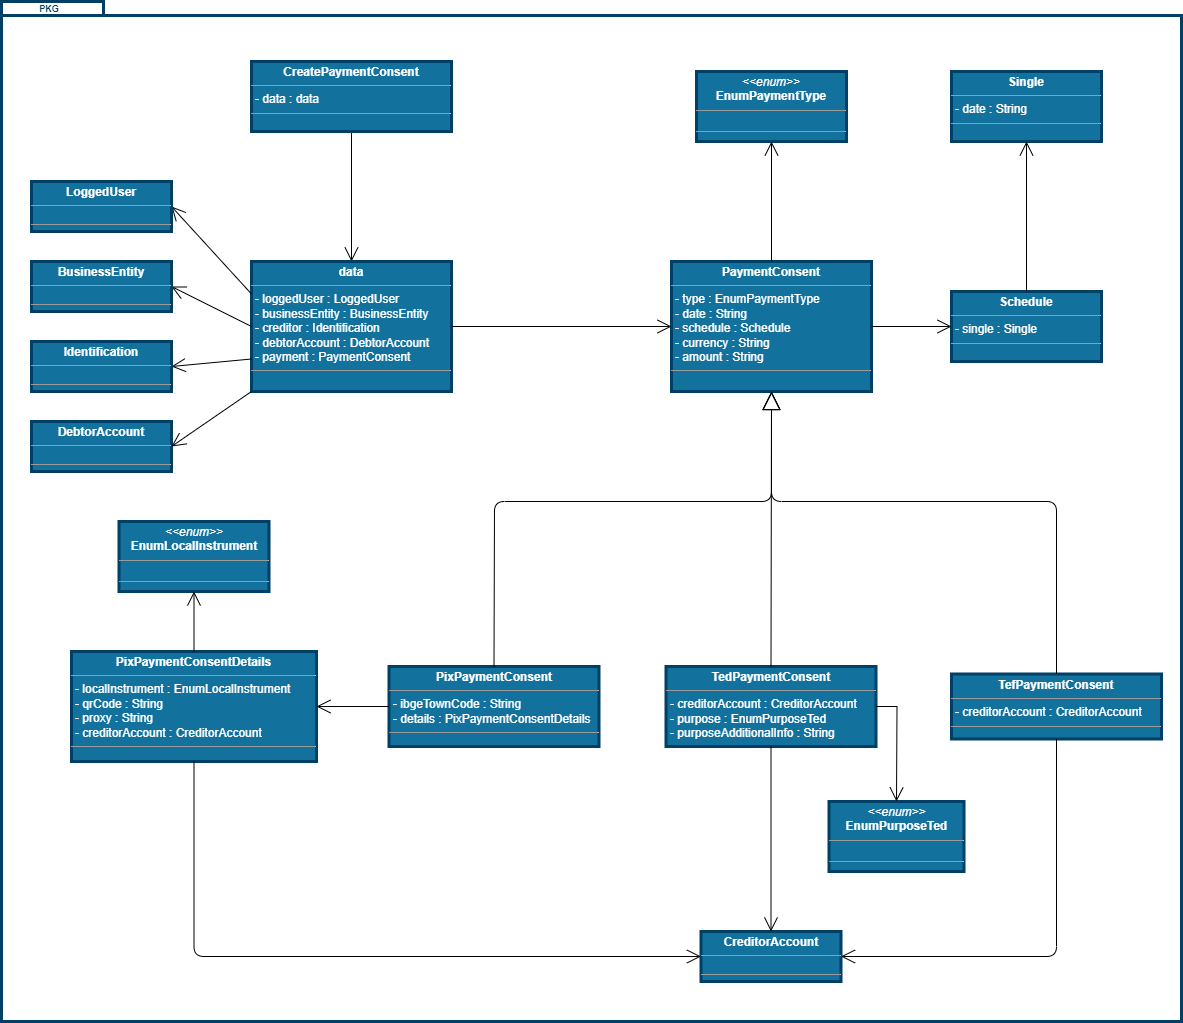 PKG
CreatePaymentConsent
- data : data
<<enum>>
EnumPaymentType
Single
- date : String
LoggedUser
BusinessEntity
Identification
DebtorAccount
data
- loggedUser : LoggedUser
- businessEntity : BusinessEntity
- creditor : Identification
- debtorAccount : DebtorAccount
- payment : PaymentConsent
PaymentConsent
- type : EnumPaymentType
- date : String
- schedule : Schedule
- currency : String
- amount : String
Schedule
- single : Single
<<enum>>
EnumLocalInstrument
PixPaymentConsentDetails
- localInstrument : EnumLocalInstrument
- qrCode : String
- proxy : String
- creditorAccount : CreditorAccount
PixPaymentConsent
- ibgeTownCode : String
- details : PixPaymentConsentDetails
TedPaymentConsent
- creditorAccount : CreditorAccount
- purpose : EnumPurposeTed
- purposeAdditionalInfo : String
TefPaymentConsent
- creditorAccount : CreditorAccount
<<enum>>
EnumPurposeTed
CreditorAccount